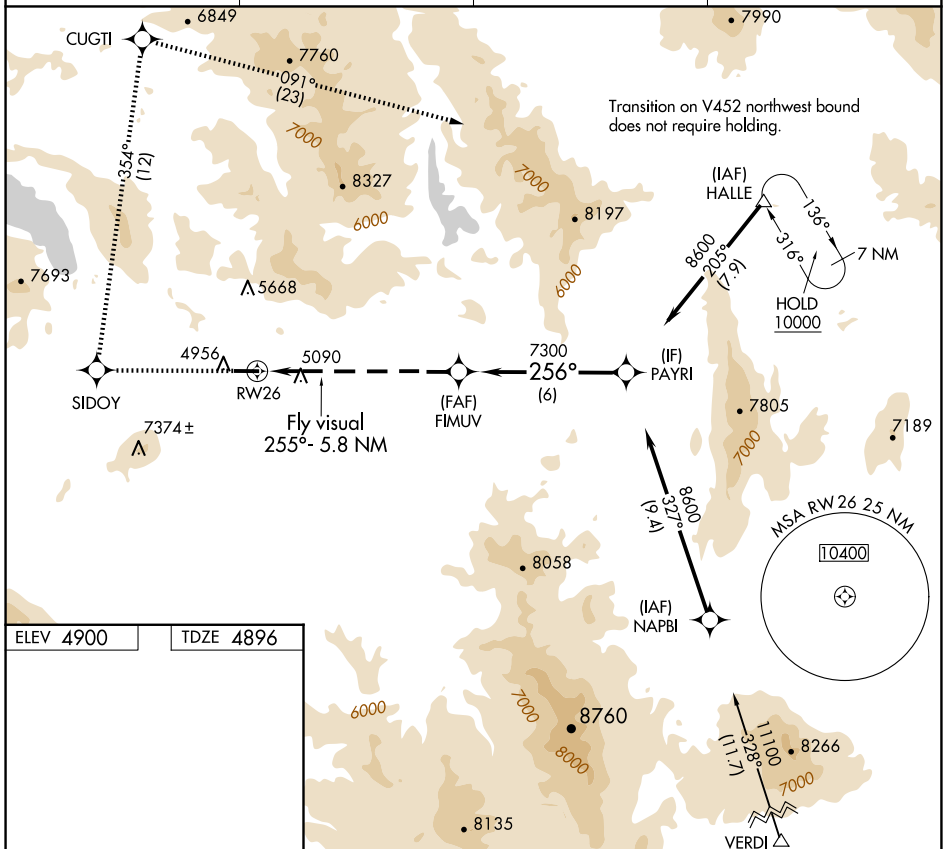 6849
7990
CUGTI
7760
091°
(23)
Transition on V452 northwest bound
does not require holding.
7000
354°
(12)
8327
7000
(IAF)
HALLE
136°
6000
8197
316°
7 NM
8600
205°
(7.9)
7693
5668
6000
HOLD
10000
4956
5090
7300
256°
(6)
(IF)
PAYRI
SIDOY
RW26
(FAF)
FIMUV
Fly visual
255°- 5.8 NM
7805
7374±
7000
7189
8600
327°
(9.4)
MSA RW26 25 NM
10400
8058
(IAF)
NAPBI
ELEV 4900
TDZE 4896
6000
7000
8760
8000
11100
328°
(11.7)
8266
7000
8135
VERDI